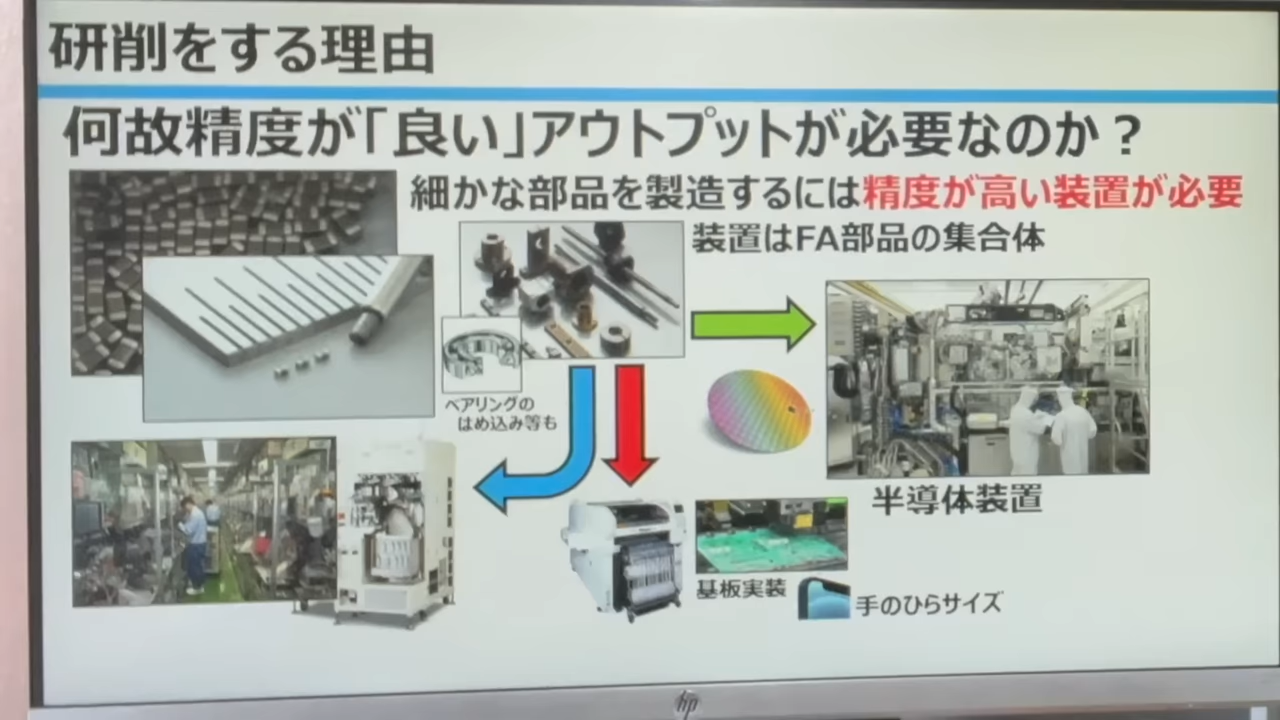 研削をする理由
何故精度が「良い」アウトプットが必要なのか？
細かな部品を製造するには精度が高い装置が必要
装置はFA部品の集合体
ベアリングの
はめ込み等も
半導体装置
基板実装
手のひらサイズ
hp